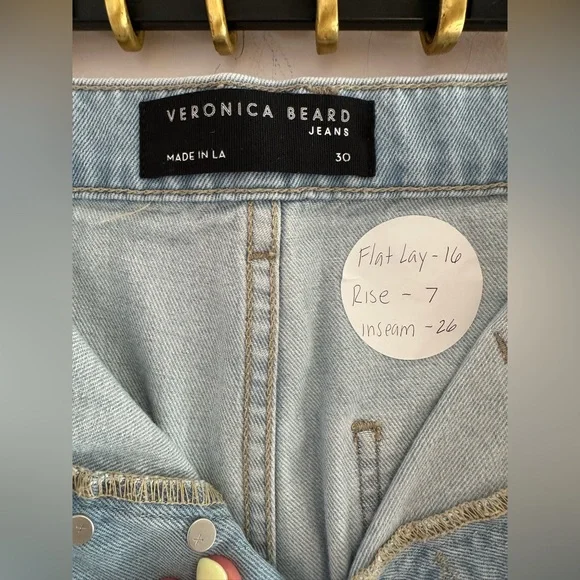 VERONICA BEARD
JEANS
MADE IN LA 30
Flat Lay - 16
Rise - 7
inseam - 26